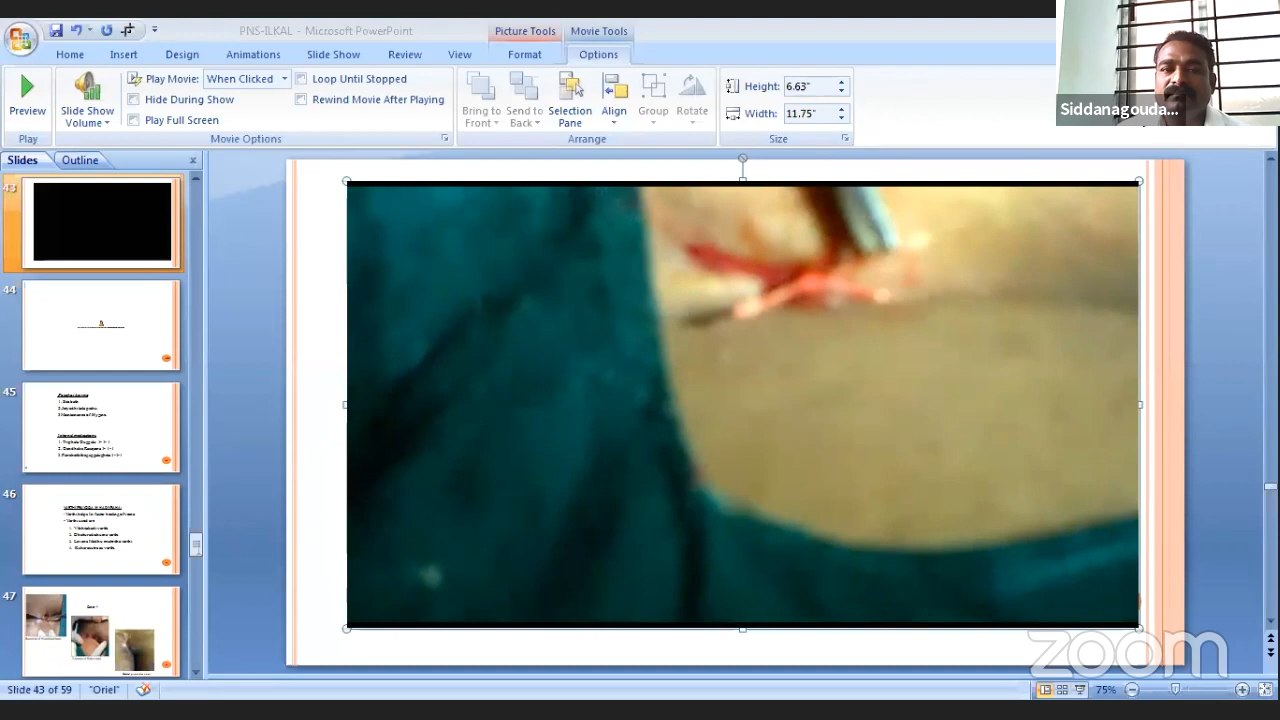 PNS-ILKAL - Microsoft PowerPoint
Picture Tools
Movie Tools
Home
Insert
Design
Animations
Slide Show
Review
View
Format
Options
Preview
Slide Show
Volume
Play Movie:
When Clicked
Hide During Show
Play Full Screen
Loop Until Stopped
Rewind Movie After Playing
Bring to
Front
Send to
Back
Selection
Pane
Align
Group
Rotate
Height:
6.63"
Width:
11.75"
Play
Movie Options
Arrange
Size
Siddanagouda...
Slides
Outline
43
44
45
46
47
zoom
Slide 43 of 59
"Oriel"
75%